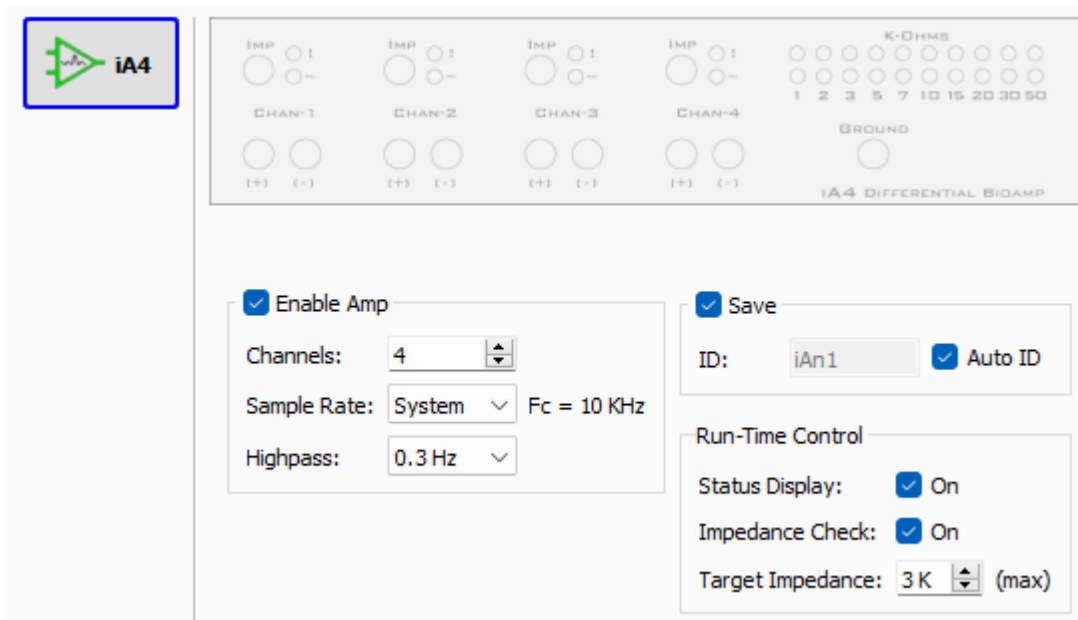 iA4
K-OHMS
IMP IMP IMP IMP
1 2 3 5 7 10 15 20 30 50
CHAN-1 CHAN-2 CHAN-3 CHAN-4
GROUND
(+) (-) (+) (-) (+) (-) (+) (-)
iA4 DIFFERENTIAL BIOAMP
Enable Amp
Channels: 4
Sample Rate: System Fc = 10 KHz
Highpass: 0.3 Hz
Save
ID: iAn1 Auto ID
Run-Time Control
Status Display: On
Impedance Check: On
Target Impedance: 3 K (max)